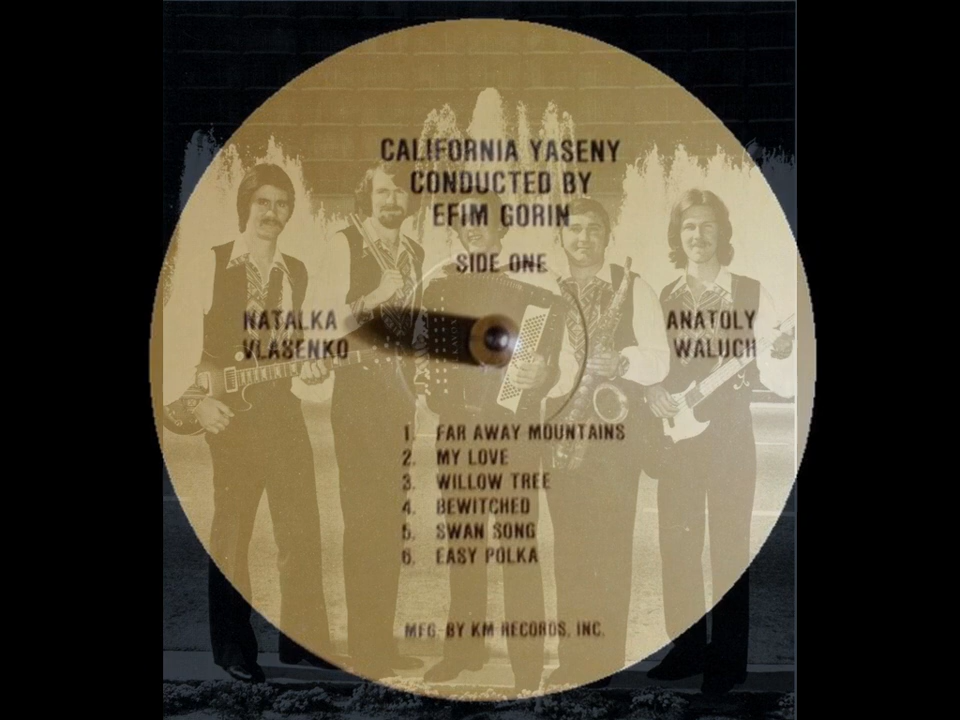 CALIFORNIA YASENY
CONDUCTED BY
EFIM GORIN
SIDE ONE
NATALKA
VLASENKO
ANATOLY
WALUCH
1. FAR AWAY MOUNTAINS
2. MY LOVE
3. WILLOW TREE
4. BEWITCHED
5. SWAN SONG
6. EASY POLKA
MFG. BY KM RECORDS, INC.